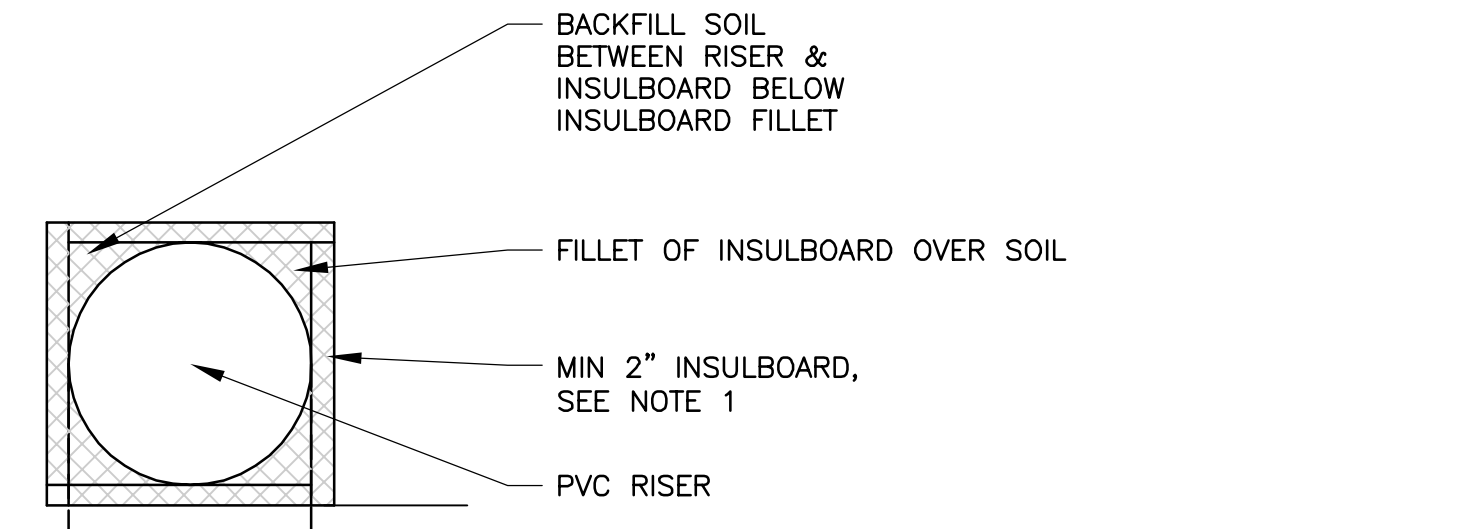 BACKFILL SOIL
BETWEEN RISER &
INSULBOARD BELOW
INSULBOARD FILLET
FILLET OF INSULBOARD OVER SOIL
MIN 2" INSULBOARD,
SEE NOTE 1
PVC RISER